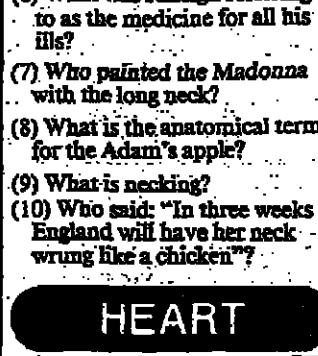 to as the medicine for all his
ills?
(7) Who painted the Madonna
with the long neck?
(8) What is the anatomical term
for the Adam's apple?
(9) What is necking?
(10) Who said: "In three weeks
England will have her neck
wrung like a chicken"?
HEART